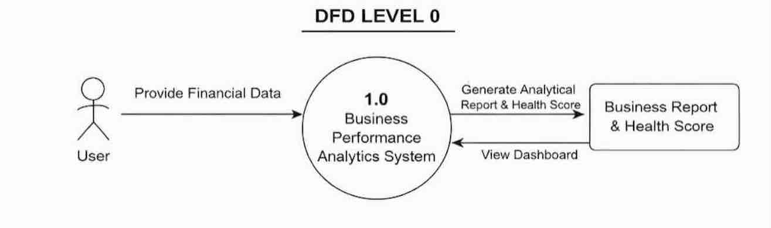 DFD LEVEL 0
Provide Financial Data
User
1.0
Business
Performance
Analytics System
Generate Analytical
Report & Health Score
View Dashboard
Business Report
& Health Score